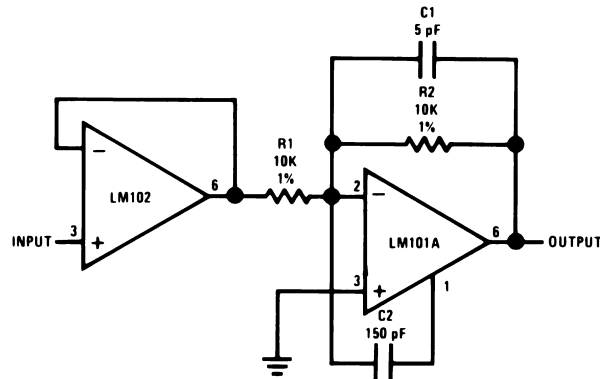 C1
5 pF
R2
10K
1%
R1
10K
1%
−
6
LM102
3
INPUT
+
2
−
LM101A
6
OUTPUT
3
+
1
C2
150 pF